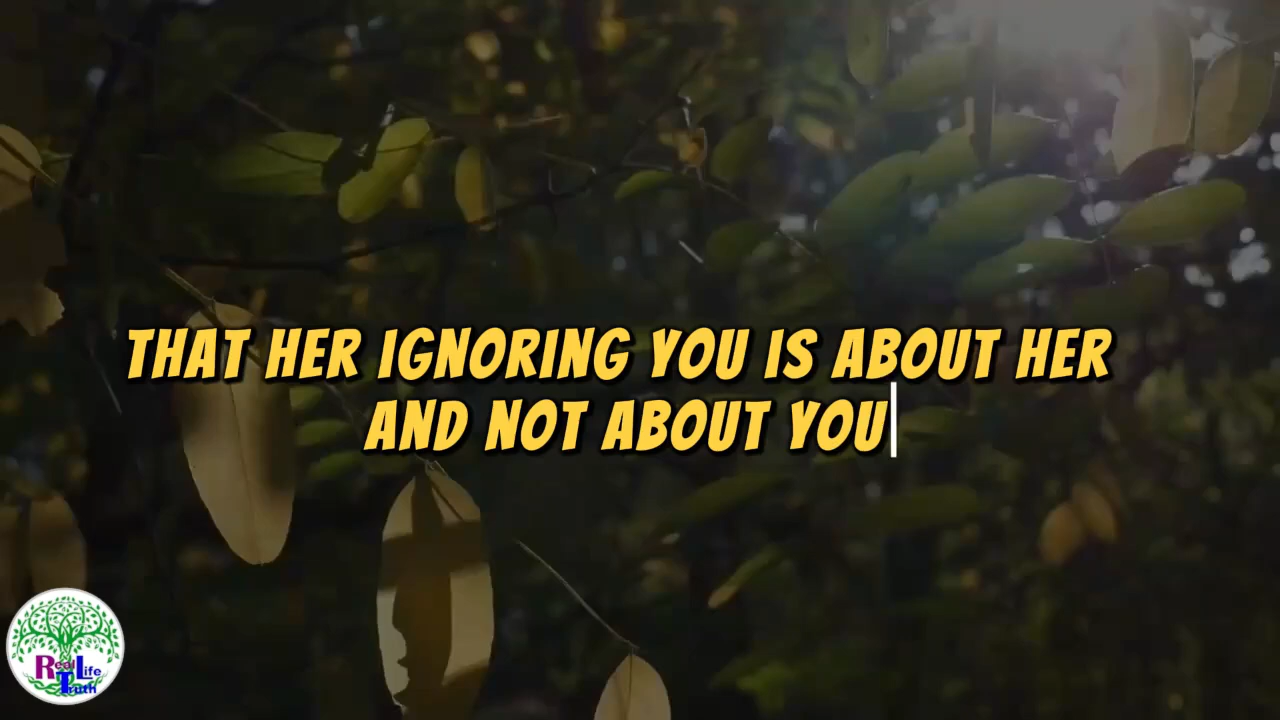 THAT HER IGNORING YOU IS ABOUT HER
AND NOT ABOUT YOU
Real
Life
Truth